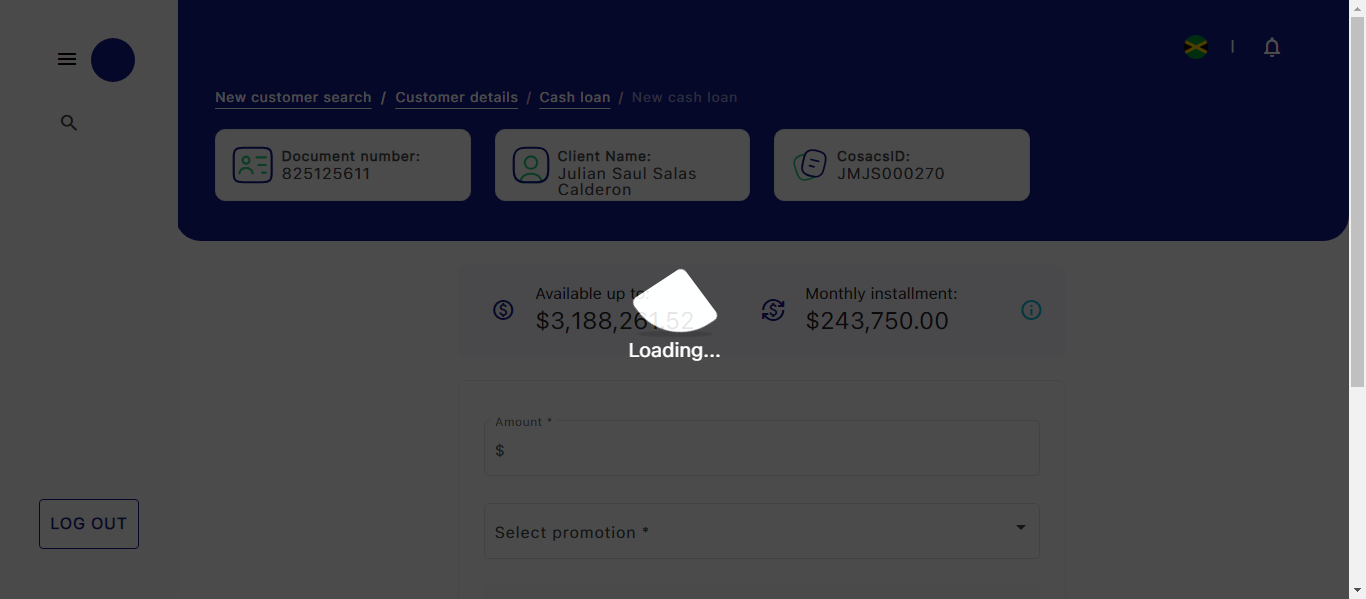 New customer search / Customer details / Cash loan / New cash loan
Document number:
825125611
Client Name:
Julian Saul Salas
Calderon
CosacsID:
JMJS000270
Available up to:
$3,188,261.52
Monthly installment:
$243,750.00
Loading...
Amount *
$
Select promotion *
LOG OUT